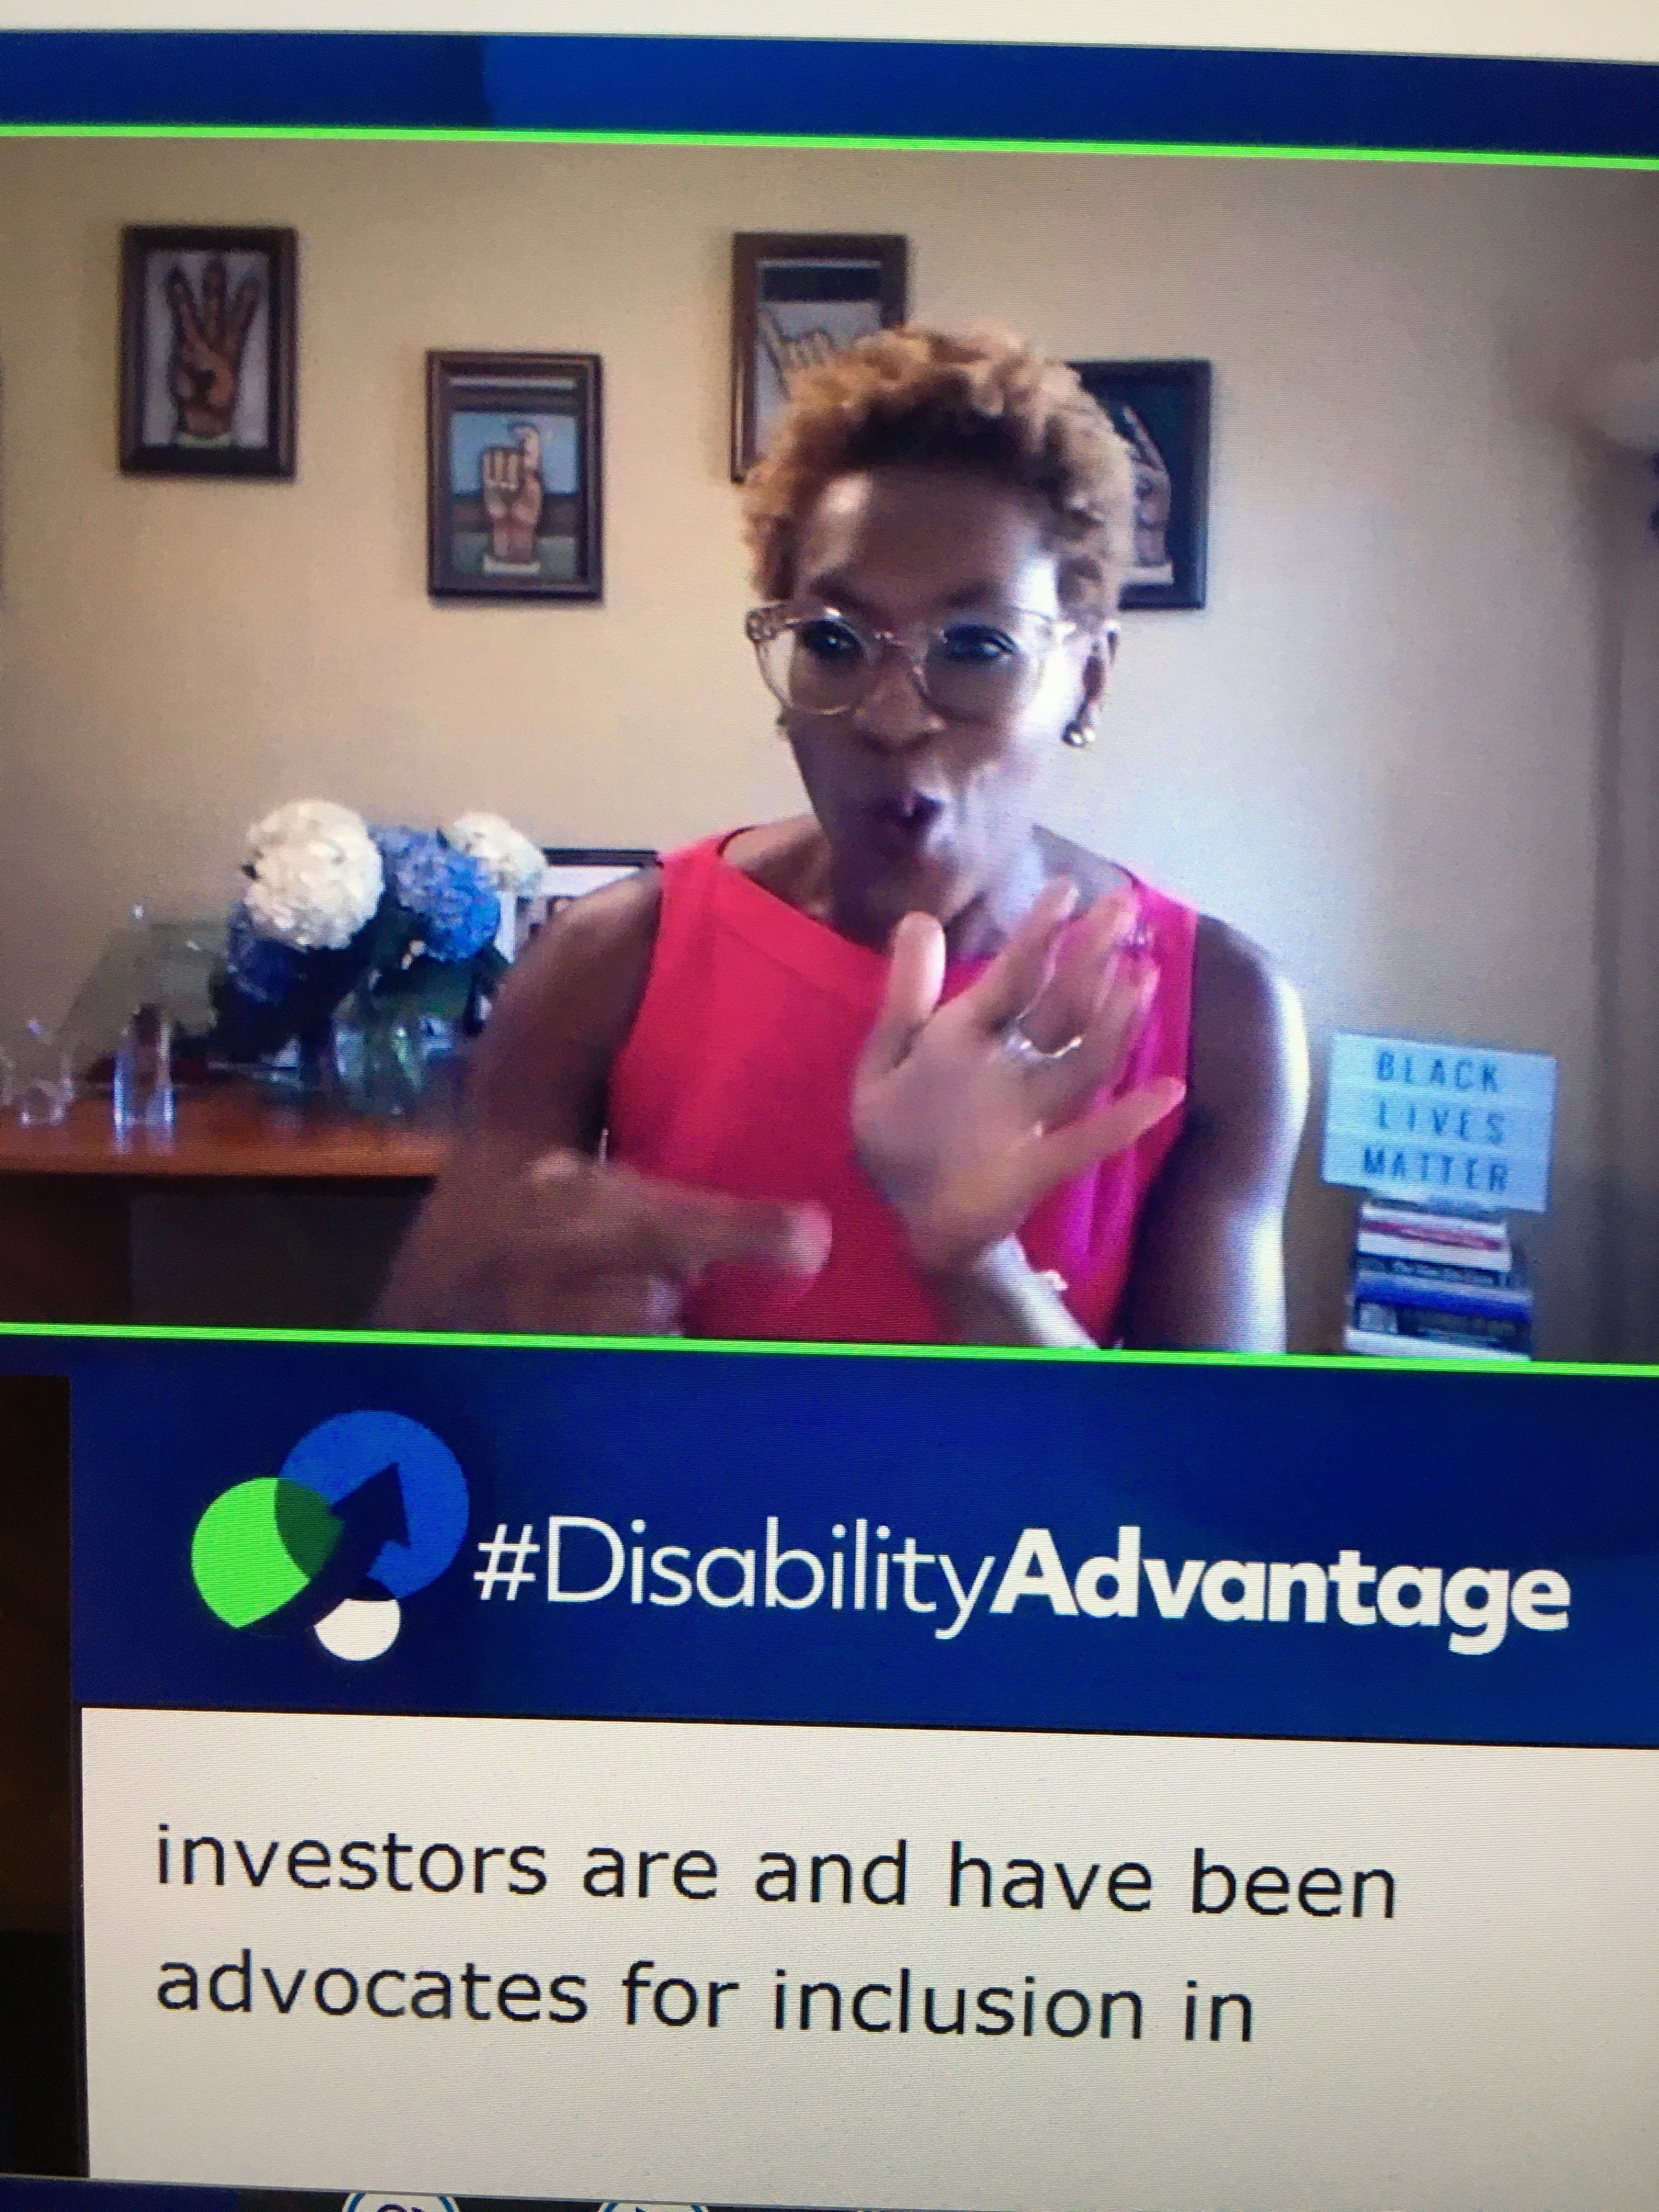 BLACK
LIVES
MATTER
#DisabilityAdvantage
investors are and have been
advocates for inclusion in